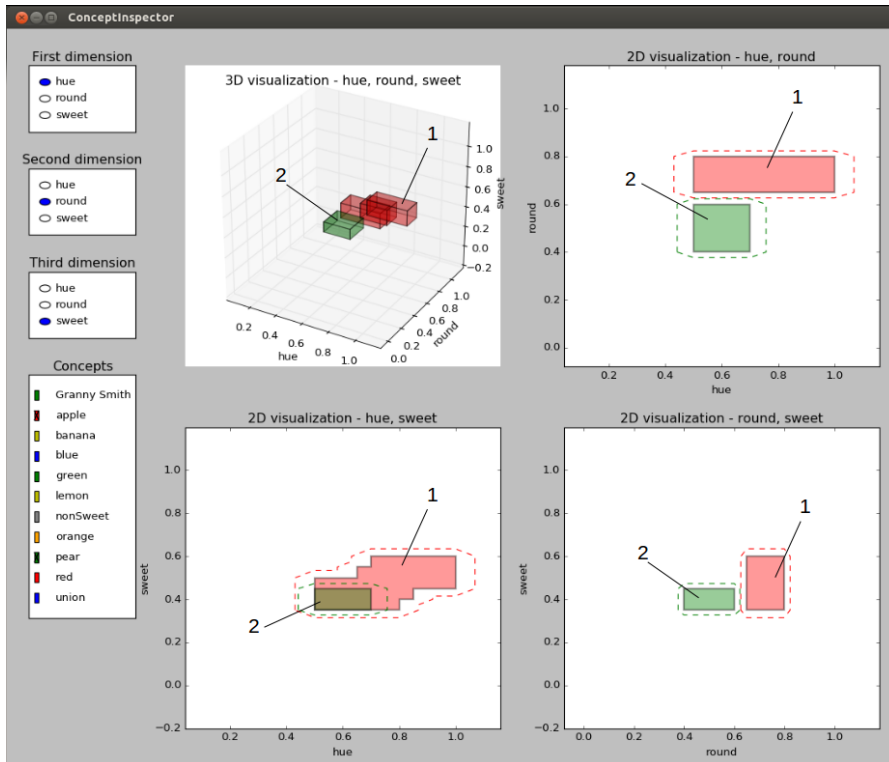 ConceptInspector
First dimension
hue
round
sweet
Second dimension
hue
round
sweet
Third dimension
hue
round
sweet
Concepts
Granny Smith
apple
banana
blue
green
lemon
nonSweet
orange
pear
red
union
3D visualization - hue, round, sweet
1
2
1.0
0.8
0.6
0.4
0.2
0.0
−0.2
sweet
0.2 0.4 0.6 0.8 1.0
hue
0.0 0.2 0.4 0.6 0.8 1.0
round
2D visualization - hue, round
1
2
1.0
0.8
0.6
0.4
0.2
0.0
round
0.2 0.4 0.6 0.8 1.0
hue
2D visualization - hue, sweet
1
2
1.0
0.8
0.6
0.4
0.2
0.0
−0.2
sweet
0.2 0.4 0.6 0.8 1.0
hue
2D visualization - round, sweet
1
2
1.0
0.8
0.6
0.4
0.2
0.0
−0.2
sweet
0.0 0.2 0.4 0.6 0.8 1.0
round